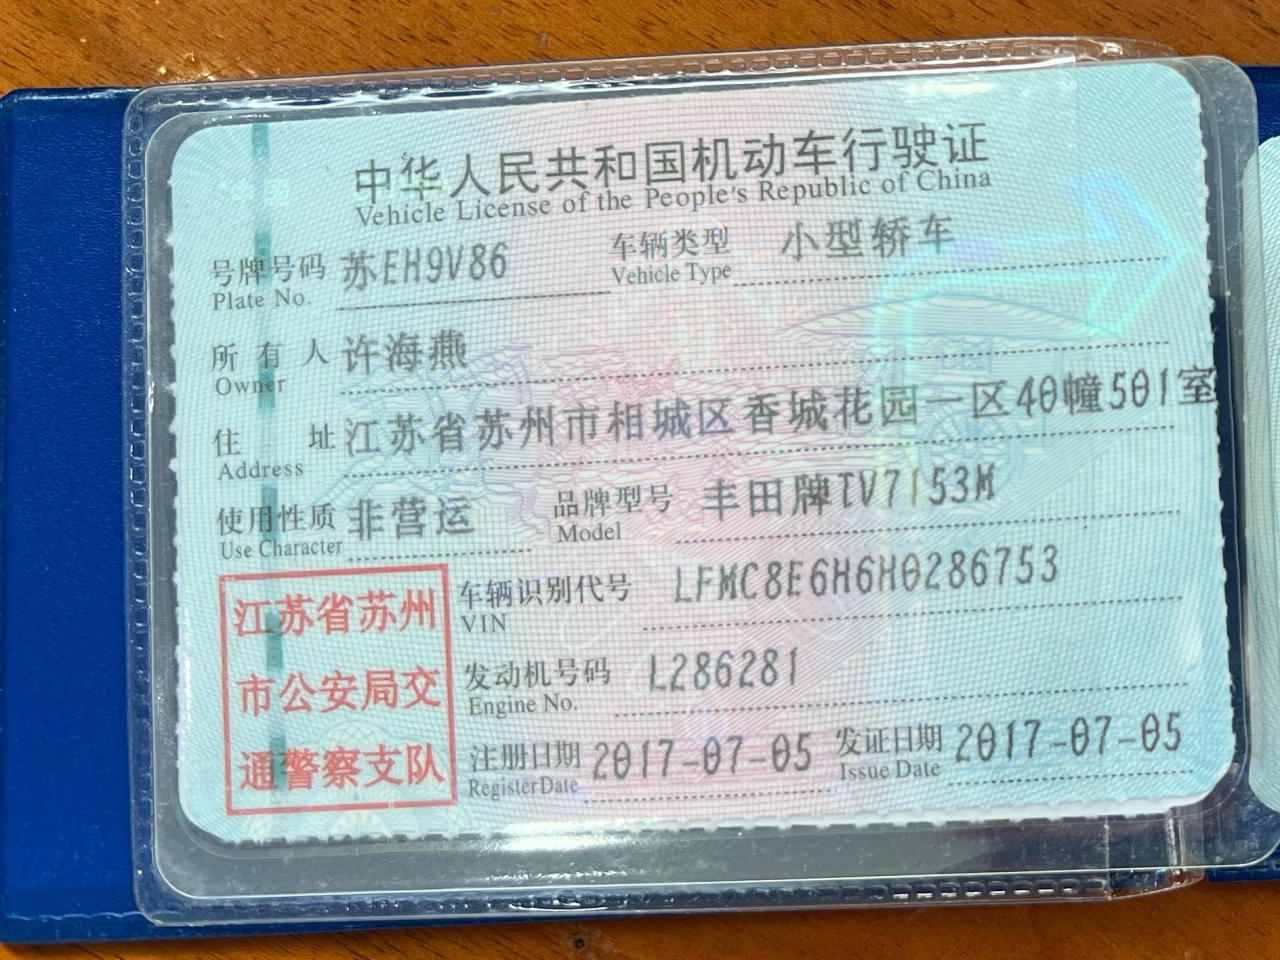 中华人民共和国机动车行驶证
Vehicle License of the People's Republic of China
号牌号码 苏EH9V86 车辆类型 小型轿车
Plate No. Vehicle Type
所有人 许海燕
Owner
住址 江苏省苏州市相城区香城花园一区40幢501室
Address
使用性质 非营运 品牌型号 丰田牌TV7153M
Use Character Model
江苏省苏州
市公安局交
通警察支队
车辆识别代号 LFMC8E6H6H0286753
VIN
发动机号码 L286281
Engine No.
注册日期 2017-07-05 发证日期 2017-07-05
Register Date Issue Date